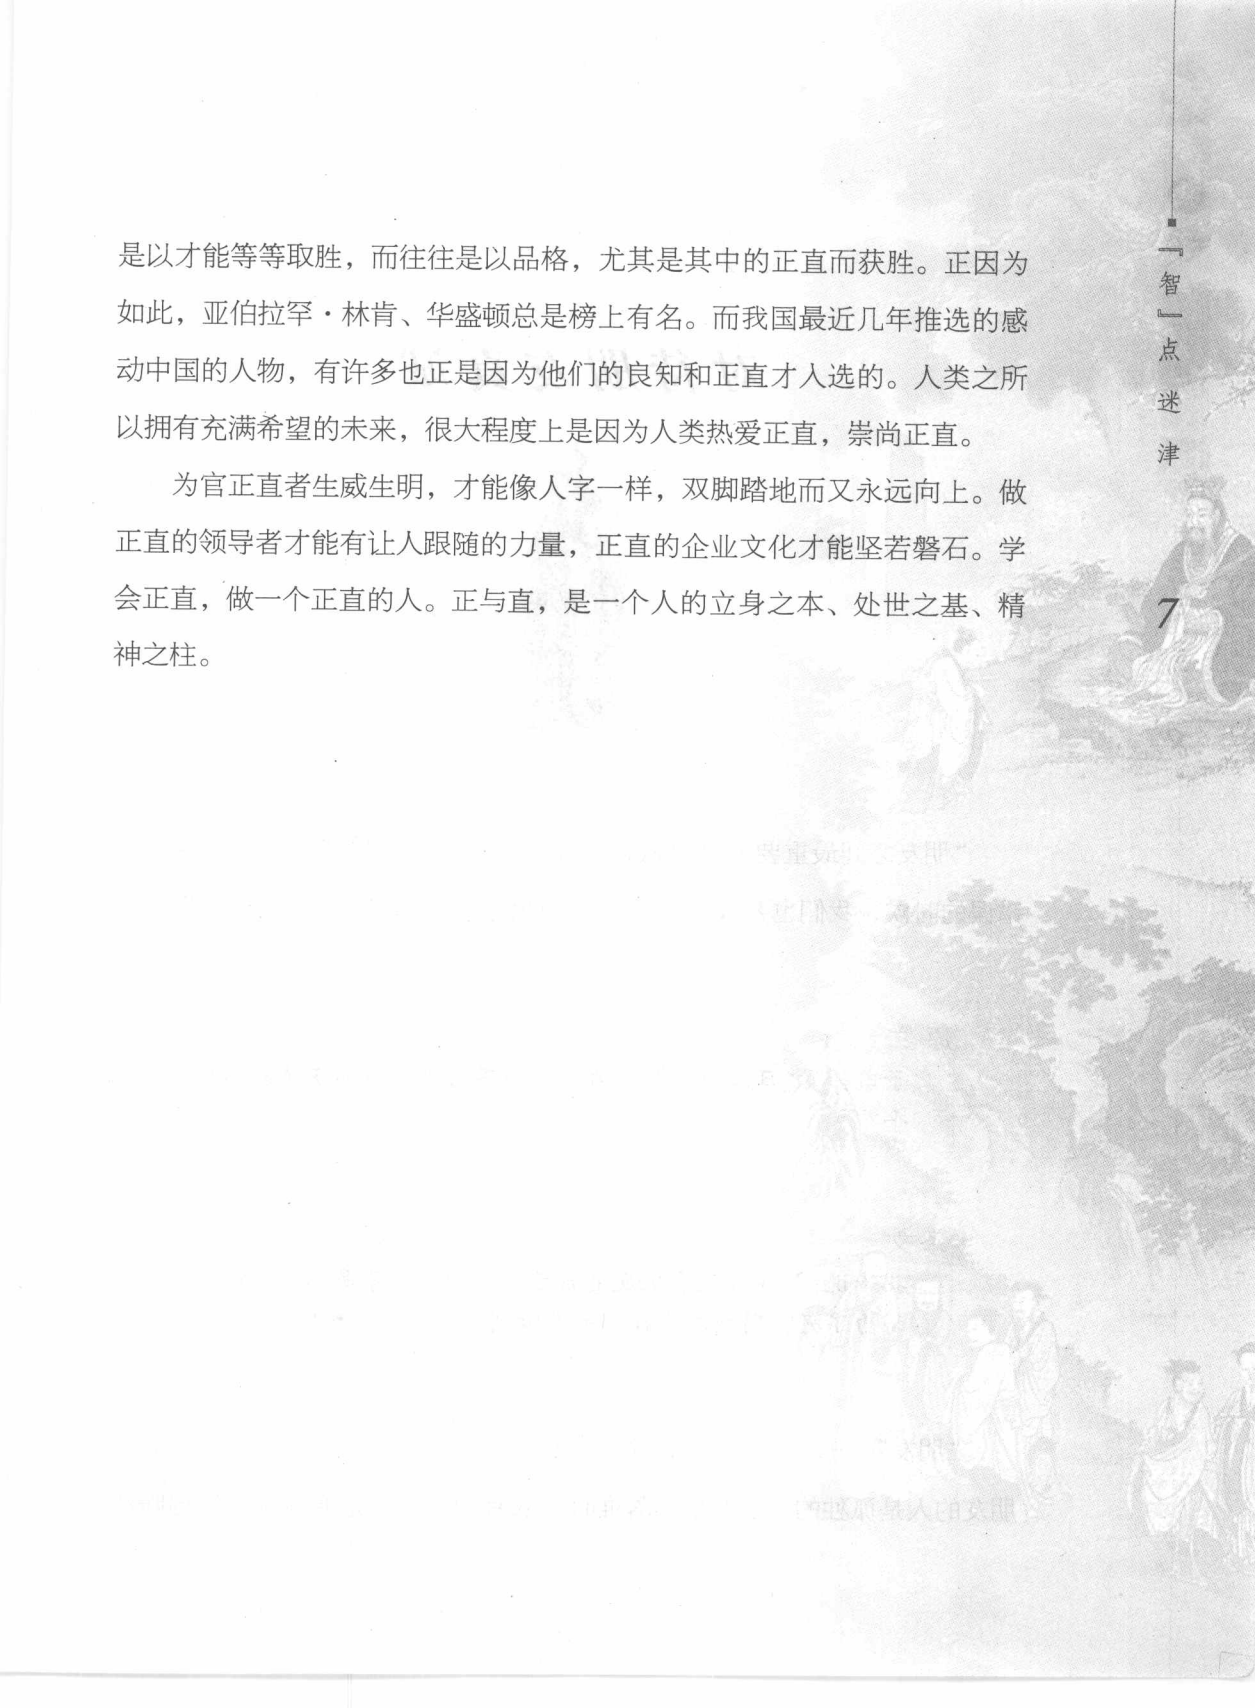 是以才能等等取胜，而往往是以品格，尤其是其中的正直而获胜。正因为
如此，亚伯拉罕·林肯、华盛顿总是榜上有名。而我国最近几年推选的感
动中国的人物，有许多也正是因为他们的良知和正直才入选的。人类之所
以拥有充满希望的未来，很大程度上是因为人类热爱正直，崇尚正直。
为官正直者生威生明，才能像人字一样，双脚踏地而又永远向上。做
正直的领导者才能有让人跟随的力量，正直的企业文化才能坚若磐石。学
会正直，做一个正直的人。正与直，是一个人的立身之本、处世之基、精
神之柱。
『智』点迷津
7